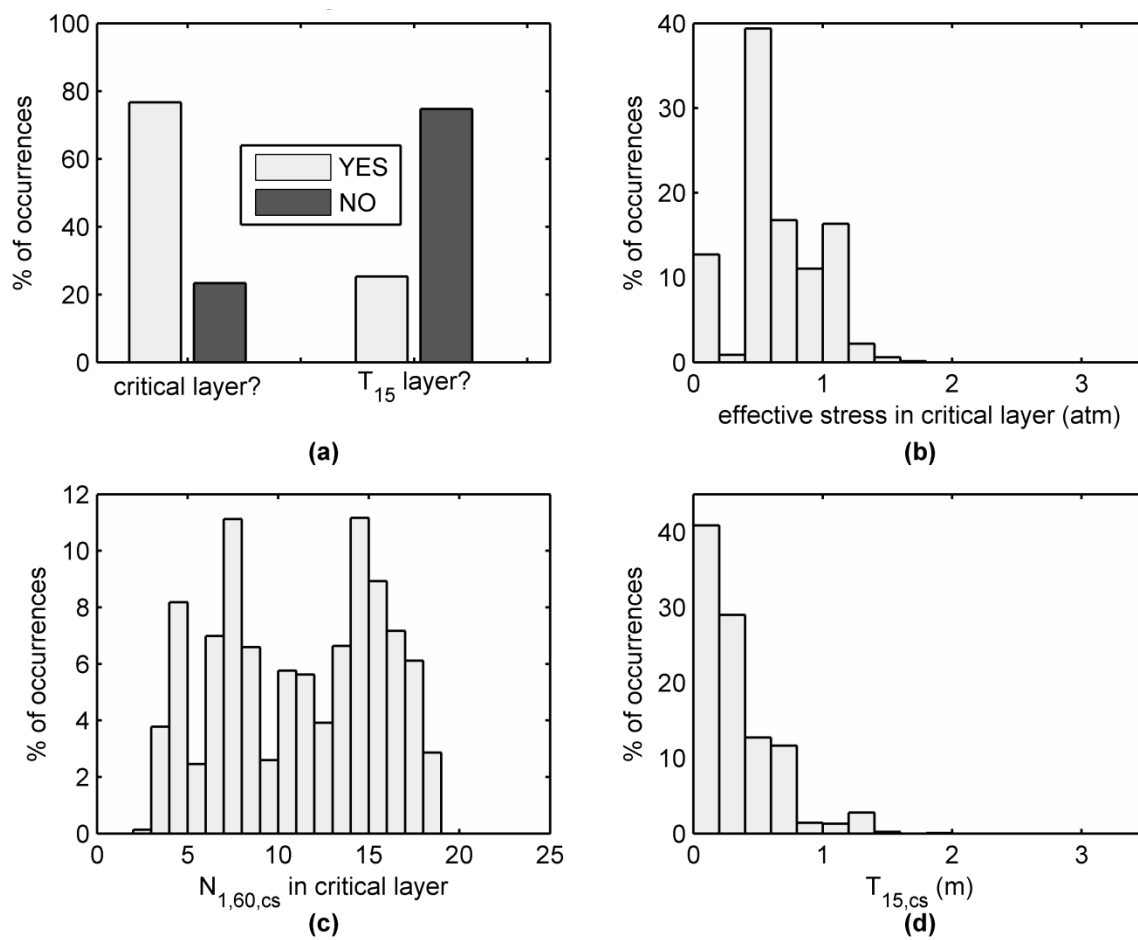 100
80
60
40
20
0
% of occurrences
YES
NO
critical layer?
T15 layer?
(a)
40
30
20
10
0
% of occurrences
0 1 2 3
effective stress in critical layer (atm)
(b)
12
10
8
6
4
2
0
% of occurrences
0 5 10 15 20 25
N1,60,cs in critical layer
(c)
40
30
20
10
0
% of occurrences
0 1 2 3
T15,cs (m)
(d)